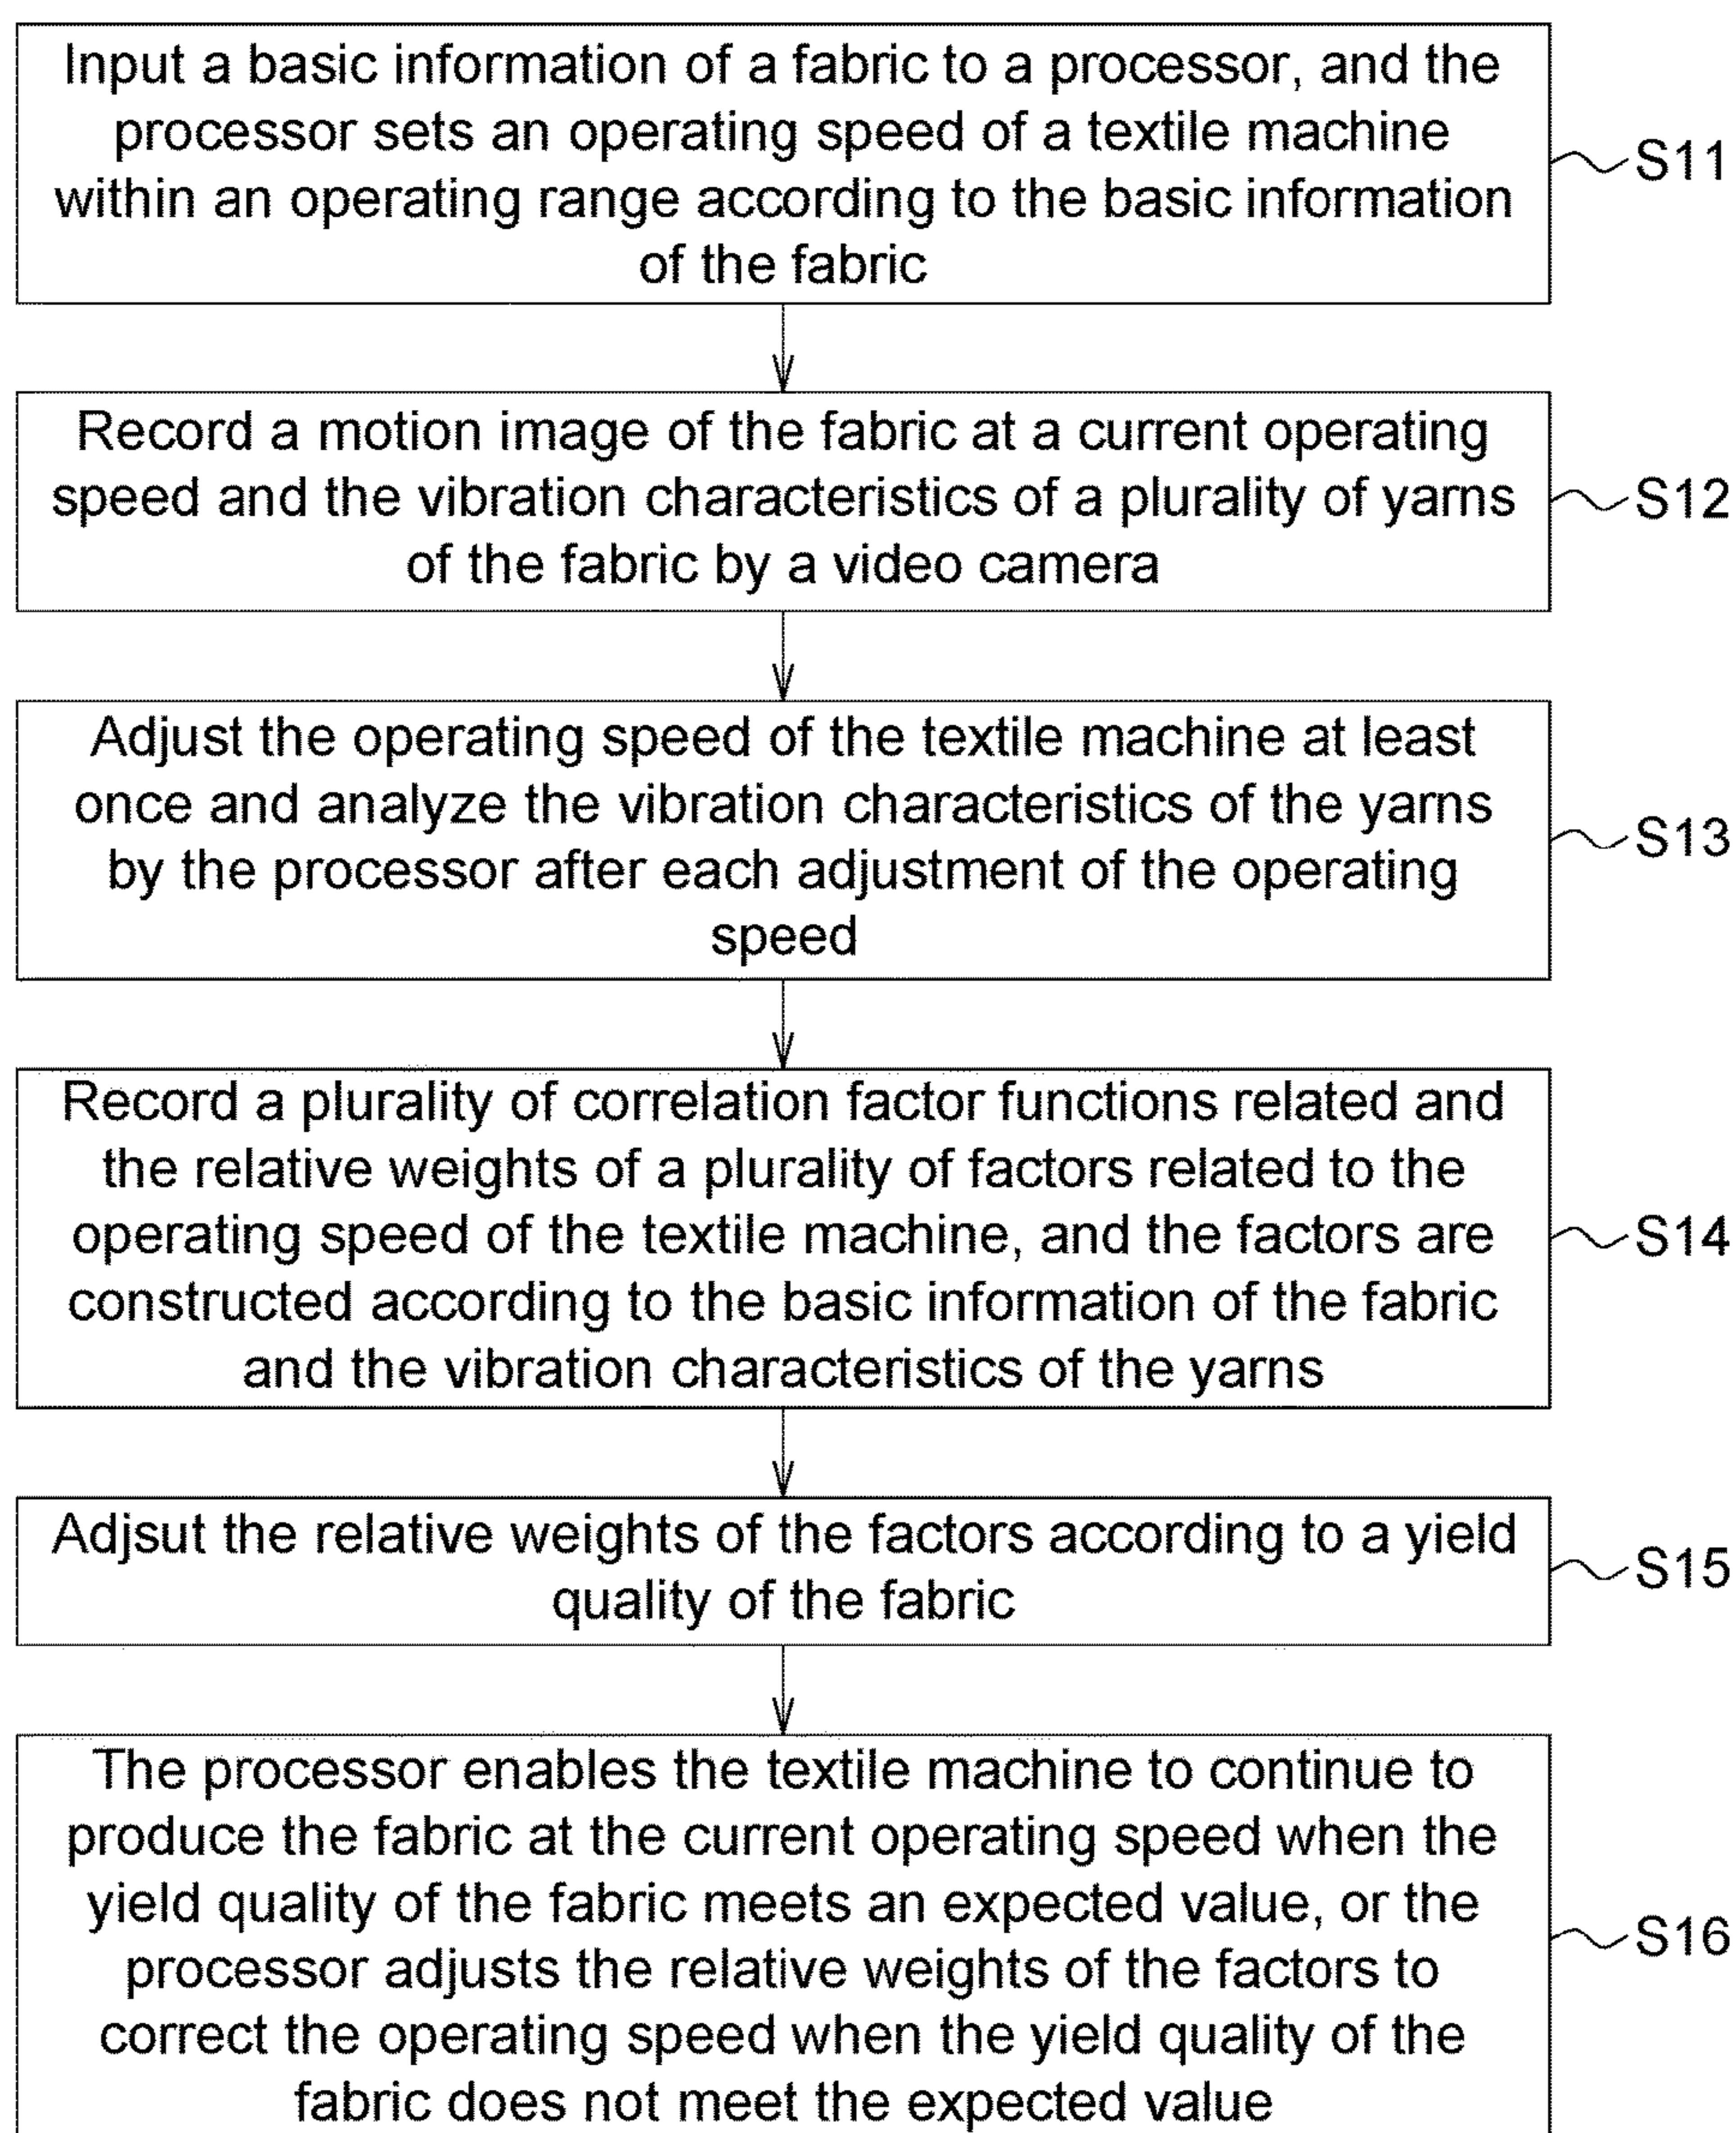 Input a basic information of a fabric to a processor, and the
processor sets an operating speed of a textile machine
within an operating range according to the basic information
of the fabric
S11
Record a motion image of the fabric at a current operating
speed and the vibration characteristics of a plurality of yarns
of the fabric by a video camera
S12
Adjust the operating speed of the textile machine at least
once and analyze the vibration characteristics of the yarns
by the processor after each adjustment of the operating
speed
S13
Record a plurality of correlation factor functions related and
the relative weights of a plurality of factors related to the
operating speed of the textile machine, and the factors are
constructed according to the basic information of the fabric
and the vibration characteristics of the yarns
S14
Adjsut the relative weights of the factors according to a yield
quality of the fabric
S15
The processor enables the textile machine to continue to
produce the fabric at the current operating speed when the
yield quality of the fabric meets an expected value, or the
processor adjusts the relative weights of the factors to
correct the operating speed when the yield quality of the
fabric does not meet the expected value
S16